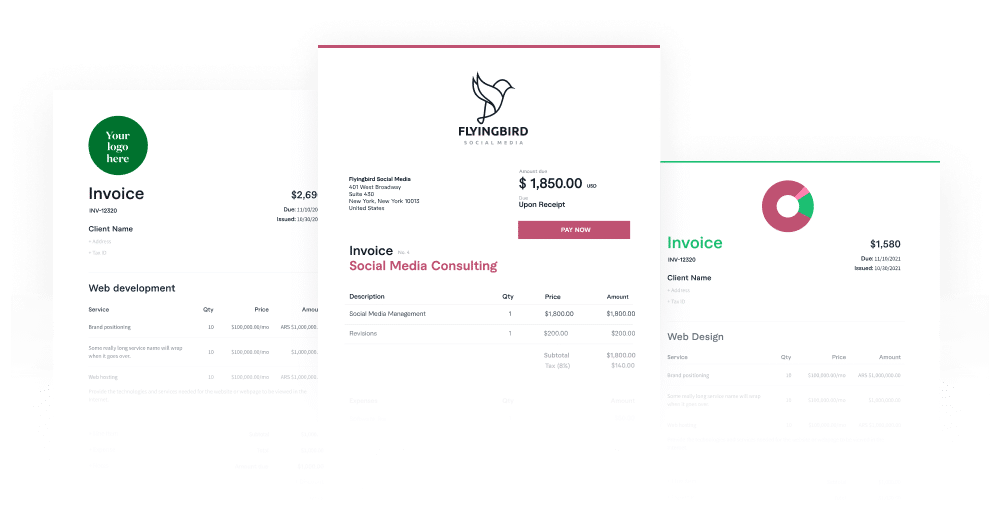 Your
logo
here
Invoice
$2,69
INV-12320
Due: 11/10/20
Issued: 10/30/20
Client Name
+ Address
+ Tax ID
Web development
Service Qty Price Amou
Brand positioning 10 $100,000.00/mo ARS $1,000,000.
Some really long service name will wrap
when it goes over. 10 $100,000.00/mo $1,000,000.
Web hosting 10 $100,000.00/mo ARS $1,000,000.
FLYINGBIRD
SOCIAL MEDIA
Flyingbird Social Media
401 West Broadway
Suite 430
New York, New York 10013
United States
Amount due
$ 1,850.00 USD
Due
Upon Receipt
PAY NOW
Invoice No. 4
Social Media Consulting
Description Qty Price Amount
Social Media Management 1 $1,800.00 $1,800.00
Revisions 1 $200.00 $200.00
Subtotal $1,800.00
Tax (8%) $140.00
Invoice
$1,580
INV-12320
Due: 11/19/2021
Issued: 10/30/2021
Client Name
+ Address
+ Tax ID
Web Design
Service Qty Price Amount
Brand positioning 10 $100,000.00/mo ARS $1,000,000.00
Some really long service name will wrap
when it goes over. 10 $100,000.00/mo $1,000,000.00